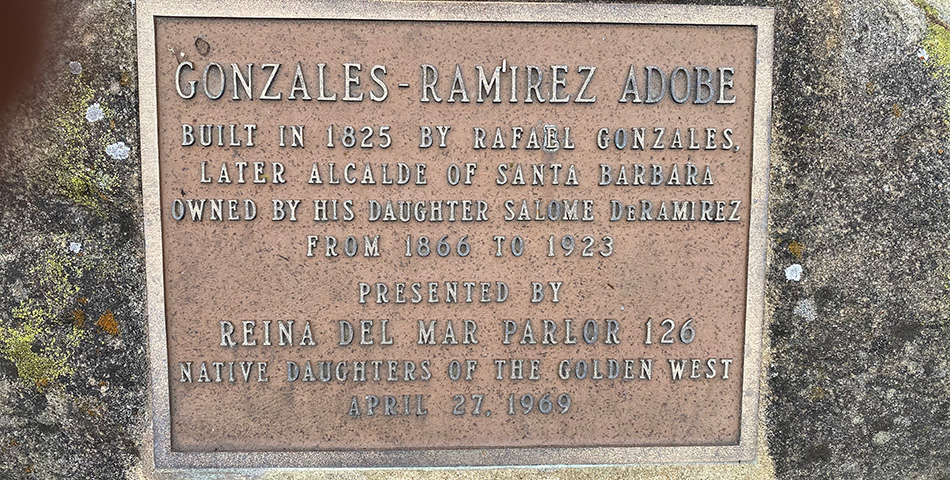 GONZALES-RAMÍREZ ADOBE
BUILT IN 1825 BY RAFAEL GONZALES,
LATER ALCALDE OF SANTA BARBARA
OWNED BY HIS DAUGHTER SALOME DERAMIREZ
FROM 1866 TO 1923
PRESENTED BY
REINA DEL MAR PARLOR 126
NATIVE DAUGHTERS OF THE GOLDEN WEST
APRIL 27, 1969